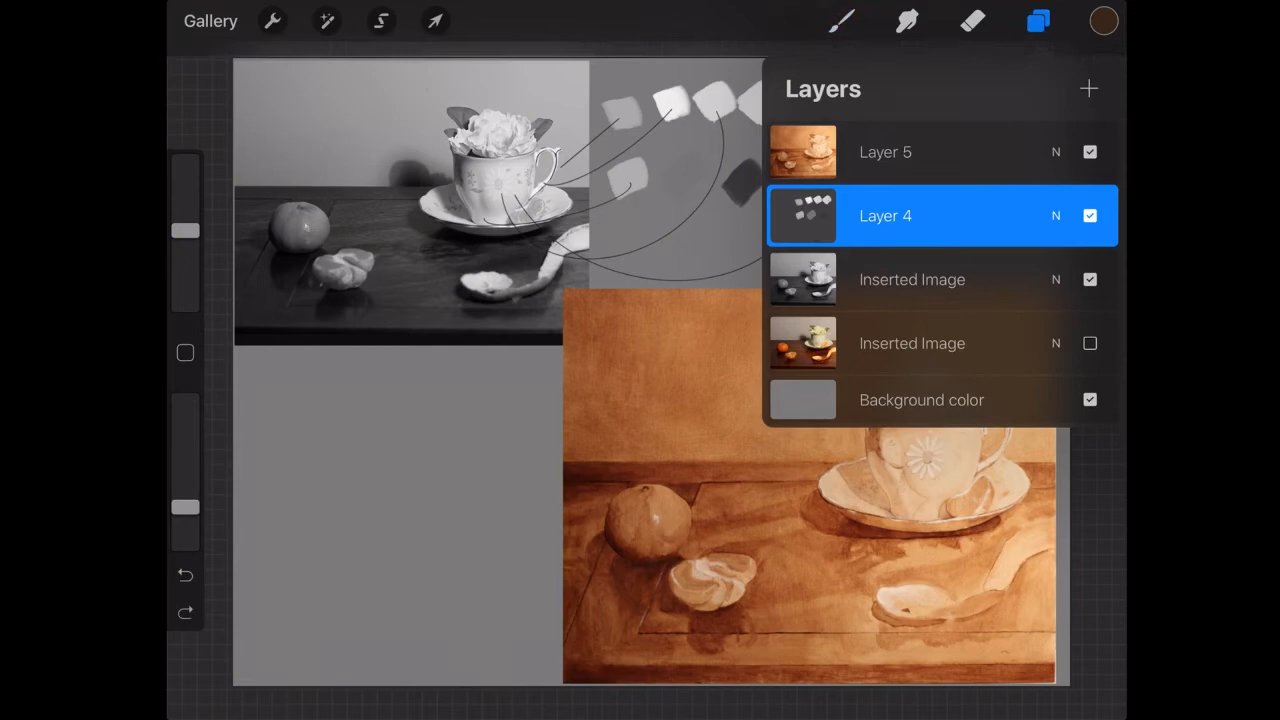 Gallery
Layers
Layer 5 N
Layer 4 N
Inserted Image N
Inserted Image N
Background color